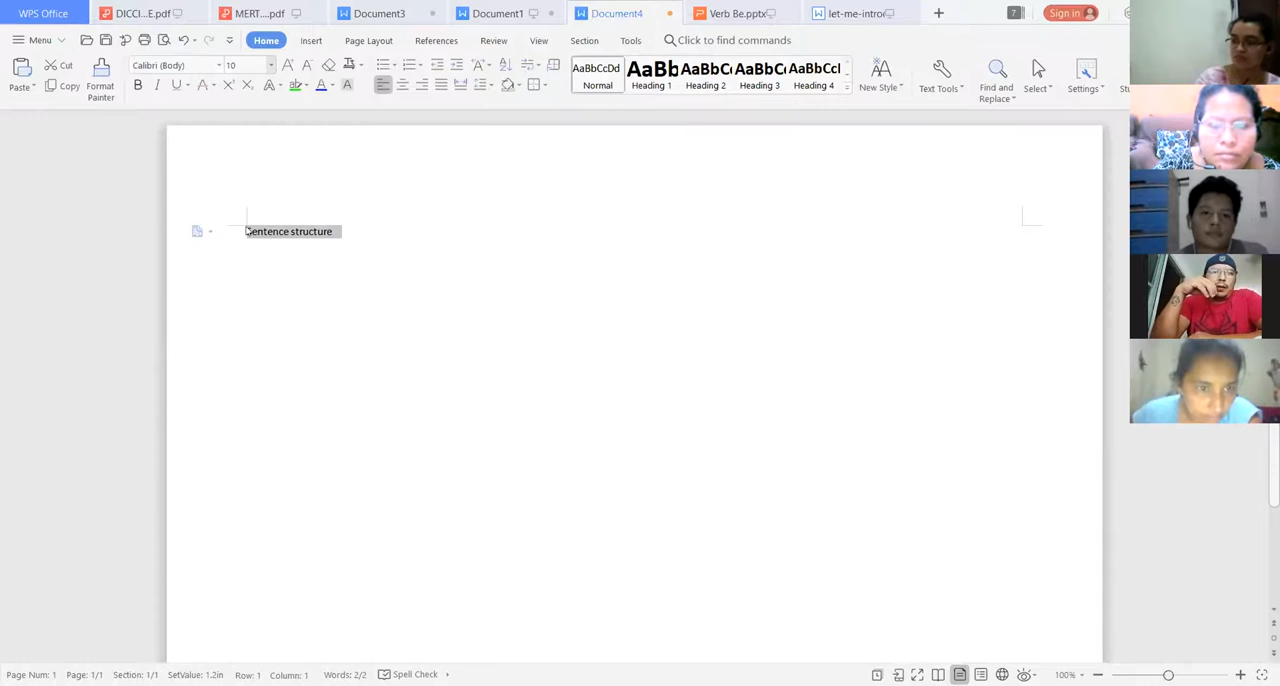 WPS Office
DICCI...E.pdf
MERT....pdf
Document3
Document1
Document4
Verb Be.pptx
let-me-introd
7
Sign in
Menu
Home
Insert
Page Layout
References
Review
View
Section
Tools
Click to find commands
Paste
Cut
Copy
Format
Painter
Calibri (Body)
10
AaBbCcDd
Normal
AaBb
Heading 1
AaBbC
Heading 2
AaBbC
Heading 3
AaBbCcI
Heading 4
New Style
Text Tools
Find and
Replace
Select
Settings
Sentence structure
Page Num: 1
Page: 1/1
Section: 1/1
SetValue: 1.2in
Row: 1
Column: 1
Words: 2/2
Spell Check
100%